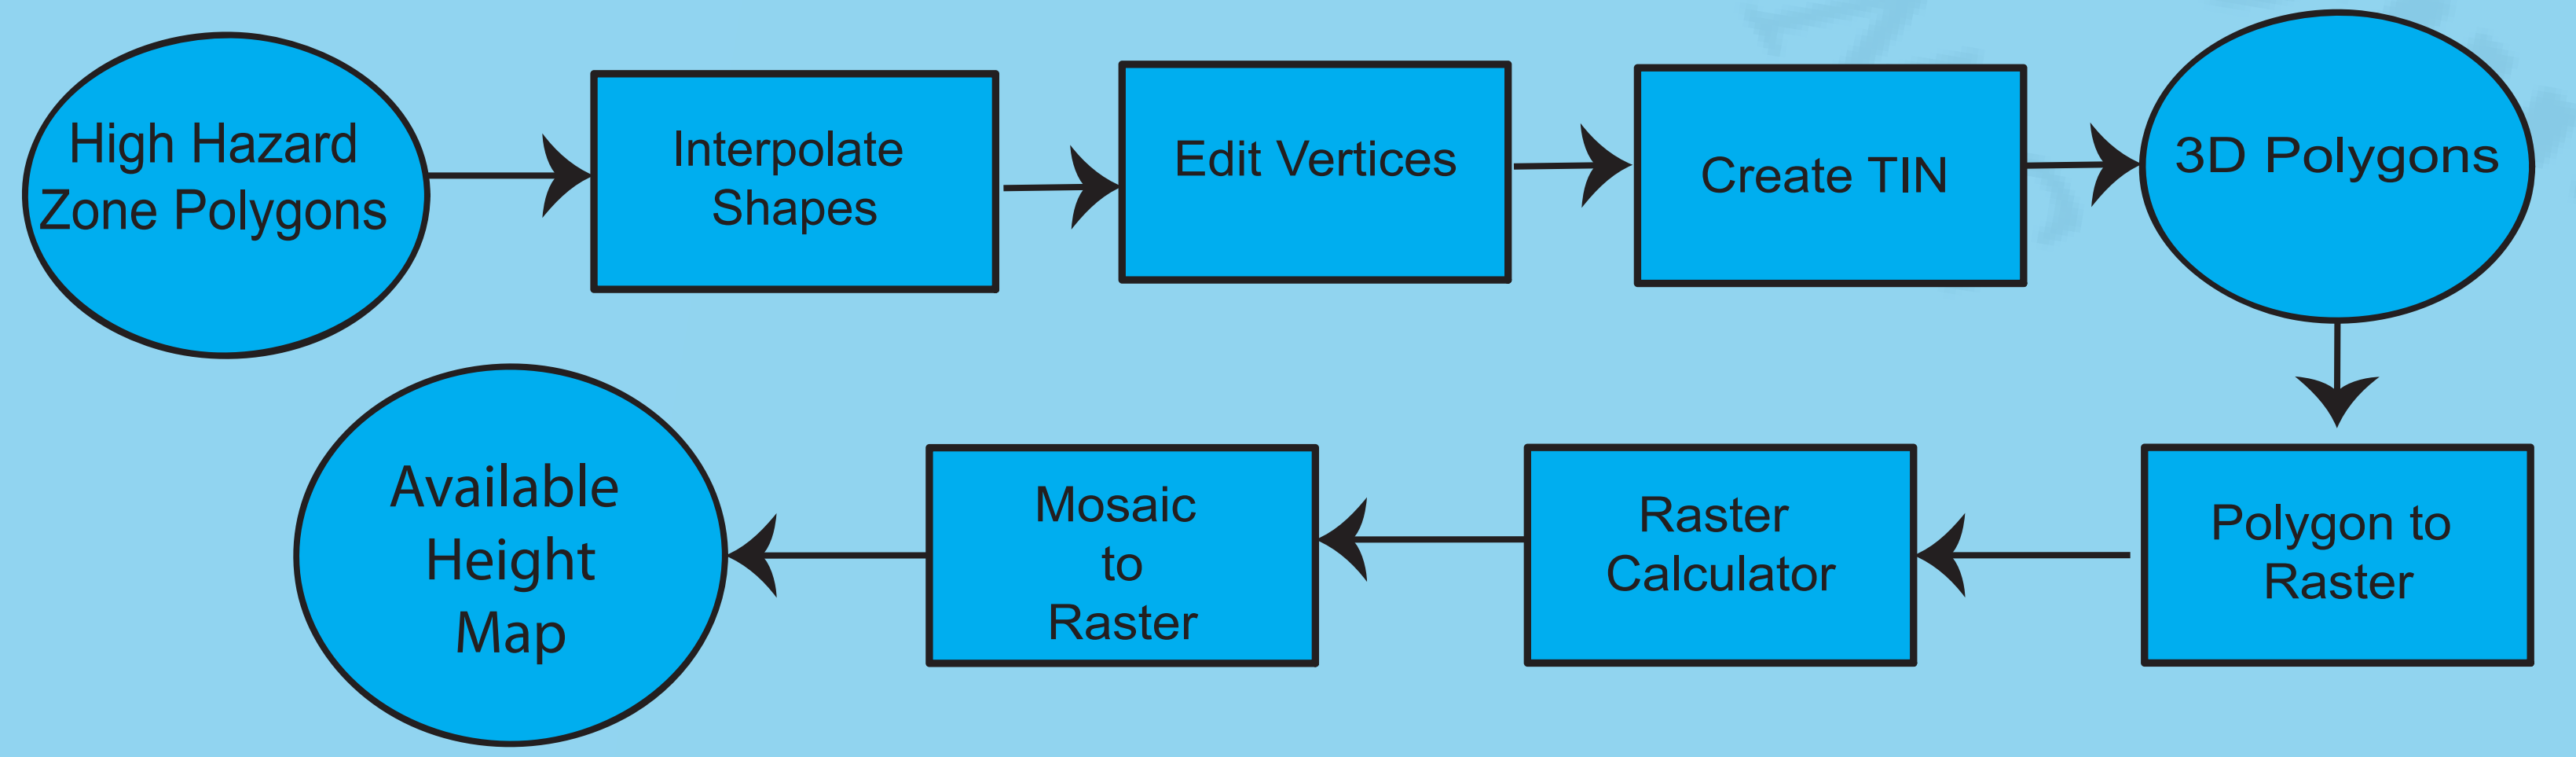 High Hazard
Zone Polygons
Interpolate
Shapes
Edit Vertices
Create TIN
3D Polygons
Polygon to
Raster
Raster
Calculator
Mosaic
to
Raster
Available
Height
Map